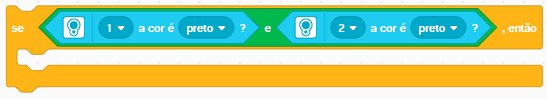 se 1 a cor é preto ? e 2 a cor é preto ? , então